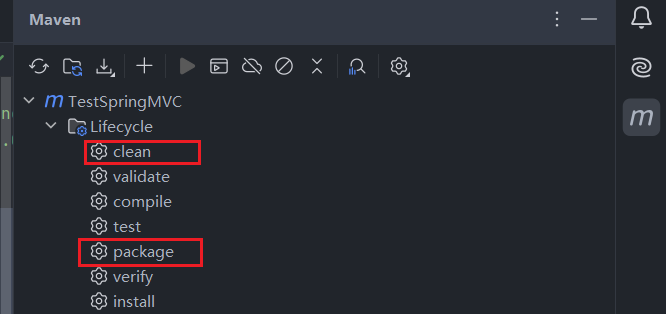 Maven
m TestSpringMVC
Lifecycle
clean
validate
compile
test
package
verify
install
m